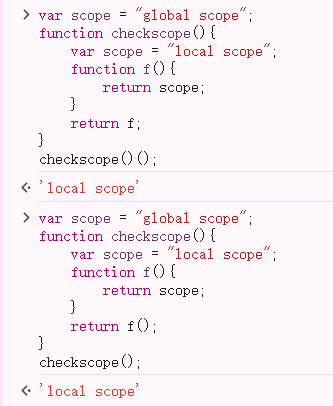 var scope = "global scope";
function checkscope(){
    var scope = "local scope";
    function f(){
        return scope;
    }
    return f;
}
checkscope()();
'local scope'
var scope = "global scope";
function checkscope(){
    var scope = "local scope";
    function f(){
        return scope;
    }
    return f();
}
checkscope();
'local scope'